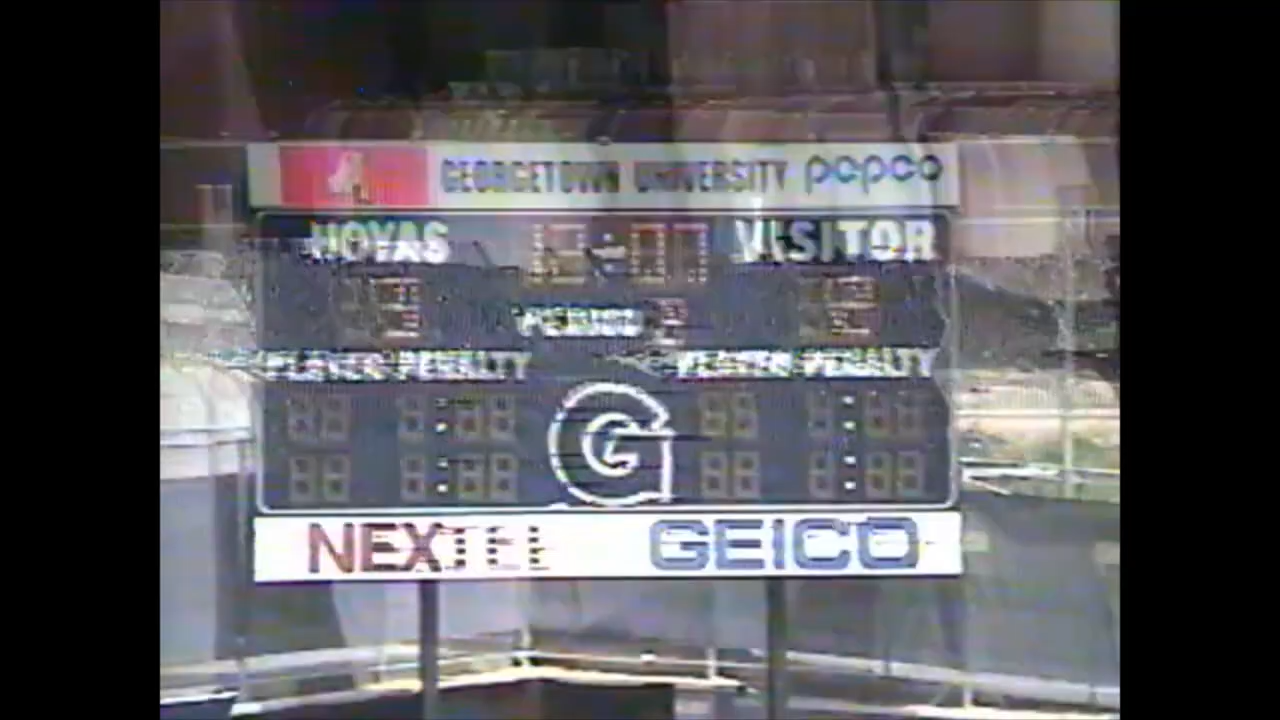 GEORGETOWN UNIVERSITY pepco
HOYAS VISITOR
PERIOD
PLAYER PENALTY PLAYER PENALTY
G
NEXTEL GEICO